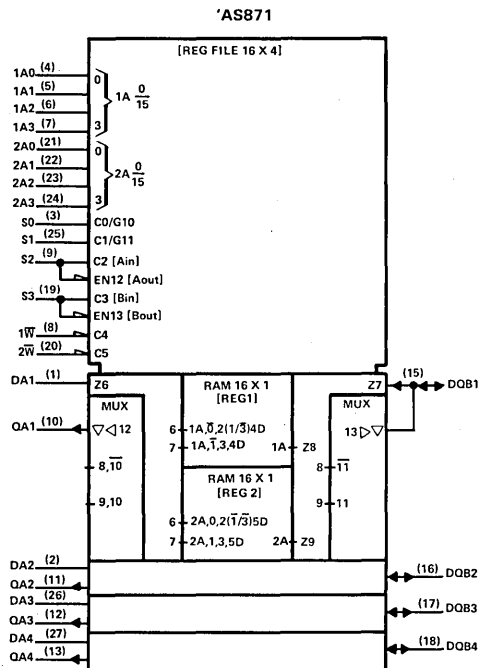 'AS871
[REG FILE 16 X 4]
1A0 (4) 0
1A1 (5)
1A2 (6)
1A3 (7) 3
1A 0/15
2A0 (21) 0
2A1 (22)
2A2 (23)
2A3 (24) 3
2A 0/15
S0 (3) C0/G10
S1 (25) C1/G11
S2 (9) C2 [Ain]
EN12 [Aout]
S3 (19) C3 [Bin]
EN13 [Bout]
1W̅ (8) C4
2W̅ (20) C5
DA1 (1) Z6
RAM 16 X 1
[REG1]
Z7 (15) DQB1
MUX
MUX
QA1 (10) ▽◁ 12
6 1A,0̅,2(1/3̅)4D
7 1A,1̅,3,4D
1A Z8
13 ▷▽
8,1̅0̅
8 1̅1̅
RAM 16 X 1
[REG 2]
9,10
9 11
6 2A,0,2(1̅/3̅)5D
7 2A,1,3,5D
2A Z9
DA2 (2)
QA2 (11)
(16) DQB2
DA3 (26)
QA3 (12)
(17) DQB3
DA4 (27)
QA4 (13)
(18) DQB4